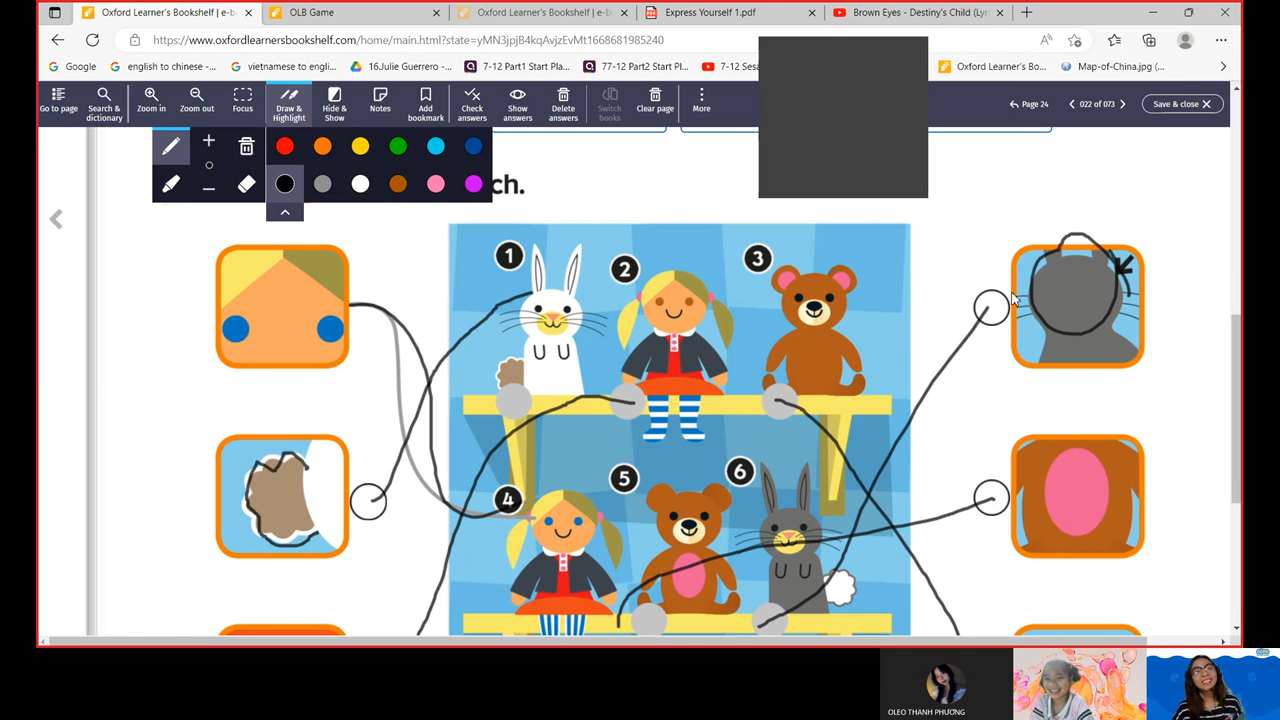 Oxford Learner's Bookshelf | e-b
OLB Game
Oxford Learner's Bookshelf | e-b
Express Yourself 1.pdf
Brown Eyes - Destiny's Child (Lyr
https://www.oxfordlearnersbookshelf.com/home/main.html?state=yMN3jpjB4kqAvjzEvMt1668681985240
Google
english to chinese -...
vietnamese to engli...
16.Julie Guerrero -...
7-12 Part1 Start Pla...
77-12 Part2 Start Pl...
7-12 Ses
Oxford Learner's Bo...
Map-of-China.jpg (...
Go to page
Search & dictionary
Zoom in
Zoom out
Focus
Draw & Highlight
Hide & Show
Notes
Add bookmark
Check answers
Show answers
Delete answers
Switch books
Clear page
More
Page 24
022 of 073
Save & close
ch.
1
2
3
4
5
6
OLEO THANH PHƯƠNG